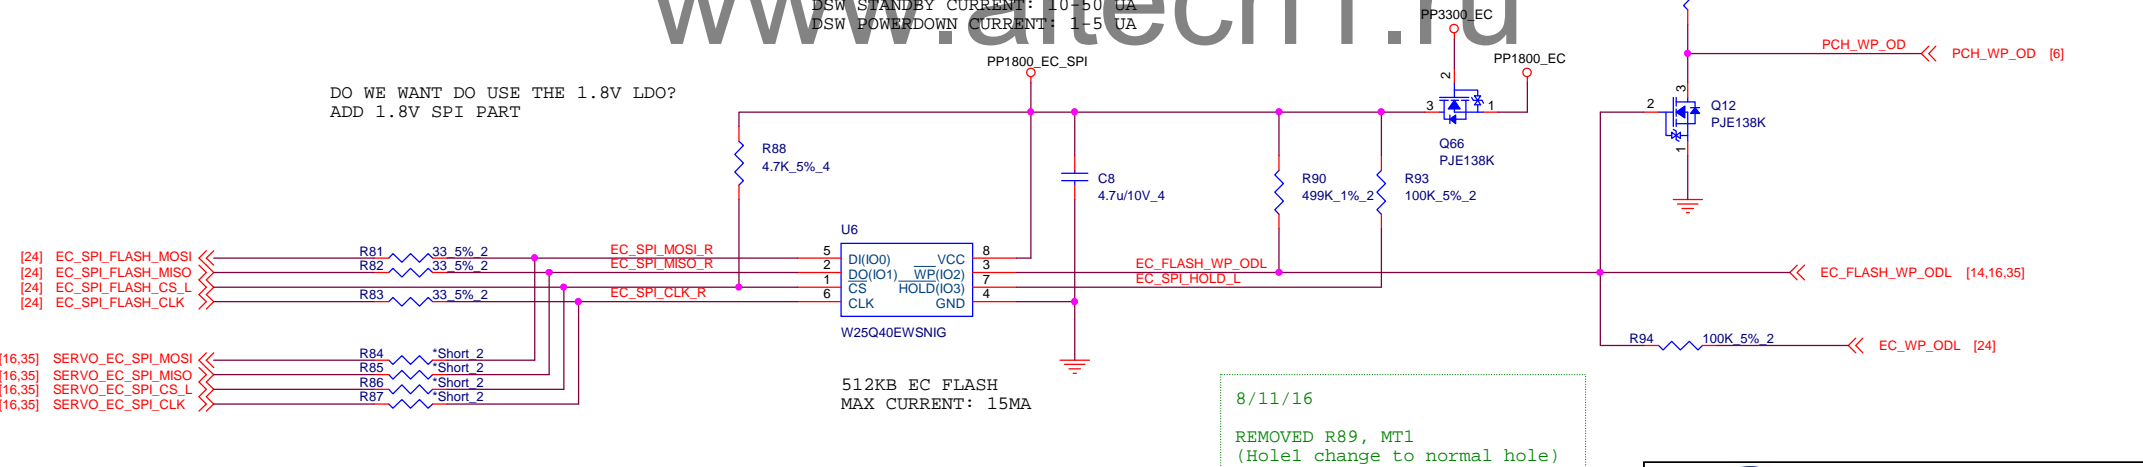 DSW STANDBY CURRENT: 10-50 UA
DSW POWERDOWN CURRENT: 1-5 UA
www.aitech1.ru
PP3300_EC
PP1800_EC_SPI
PP1800_EC
PCH_WP_OD
PCH_WP_OD [6]
DO WE WANT DO USE THE 1.8V LDO?
ADD 1.8V SPI PART
2
3
1
Q66
PJE138K
2
3
1
Q12
PJE138K
R88
4.7K_5%_4
C8
4.7u/10V_4
R90
499K_1%_2
R93
100K_5%_2
U6
[24] EC_SPI_FLASH_MOSI
[24] EC_SPI_FLASH_MISO
[24] EC_SPI_FLASH_CS_L
[24] EC_SPI_FLASH_CLK
R81 33_5%_2
R82 33_5%_2
R83 33_5%_2
EC_SPI_MOSI_R
EC_SPI_MISO_R
EC_SPI_CLK_R
5 DI(IO0) VCC 8
2 DO(IO1) WP(IO2) 3
1 CS HOLD(IO3) 7
6 CLK GND 4
W25Q40EWSNIG
EC_FLASH_WP_ODL
EC_SPI_HOLD_L
EC_FLASH_WP_ODL [14,16,35]
R94 100K_5%_2
EC_WP_ODL [24]
[16,35] SERVO_EC_SPI_MOSI
[16,35] SERVO_EC_SPI_MISO
[16,35] SERVO_EC_SPI_CS_L
[16,35] SERVO_EC_SPI_CLK
R84 *Short_2
R85 *Short_2
R86 *Short_2
R87 *Short_2
512KB EC FLASH
MAX CURRENT: 15MA
8/11/16
REMOVED R89, MT1
(Hole1 change to normal hole)